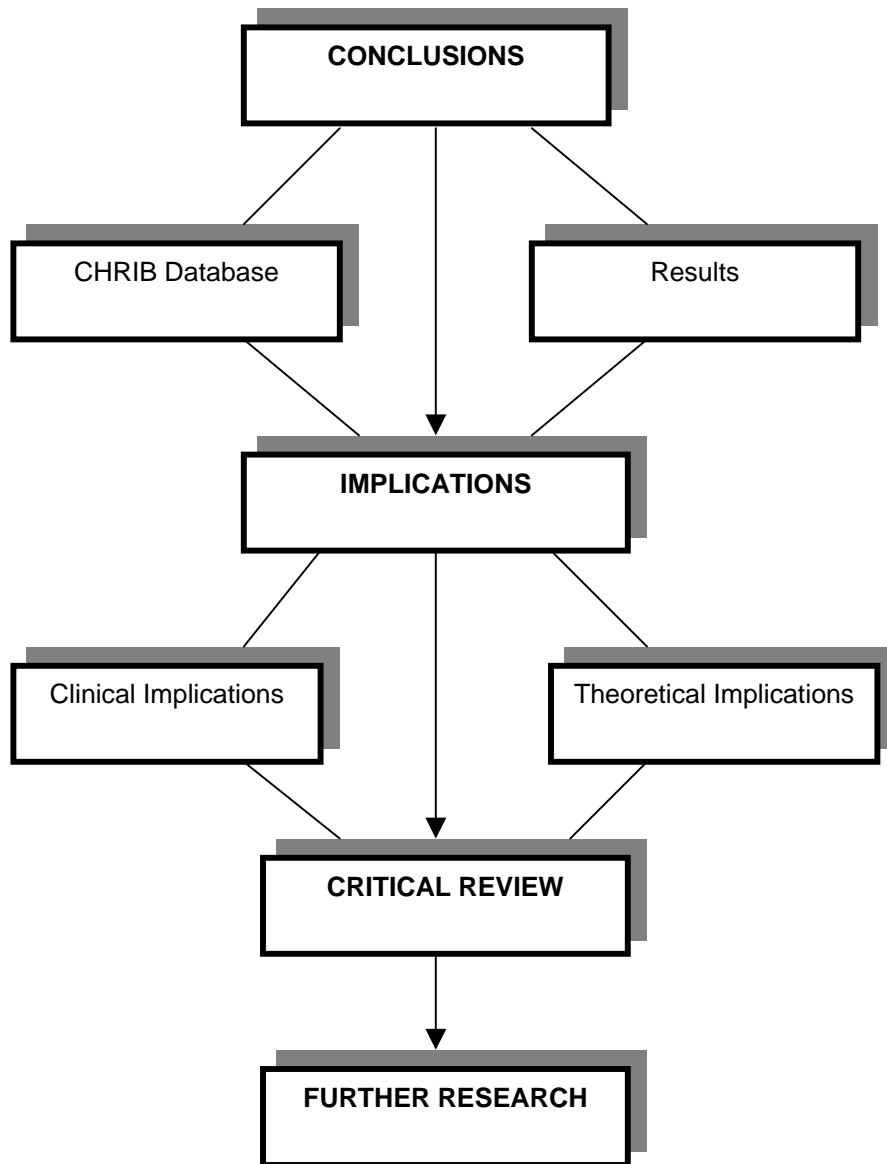 CONCLUSIONS
CHRIB Database
Results
IMPLICATIONS
Clinical Implications
Theoretical Implications
CRITICAL REVIEW
FURTHER RESEARCH